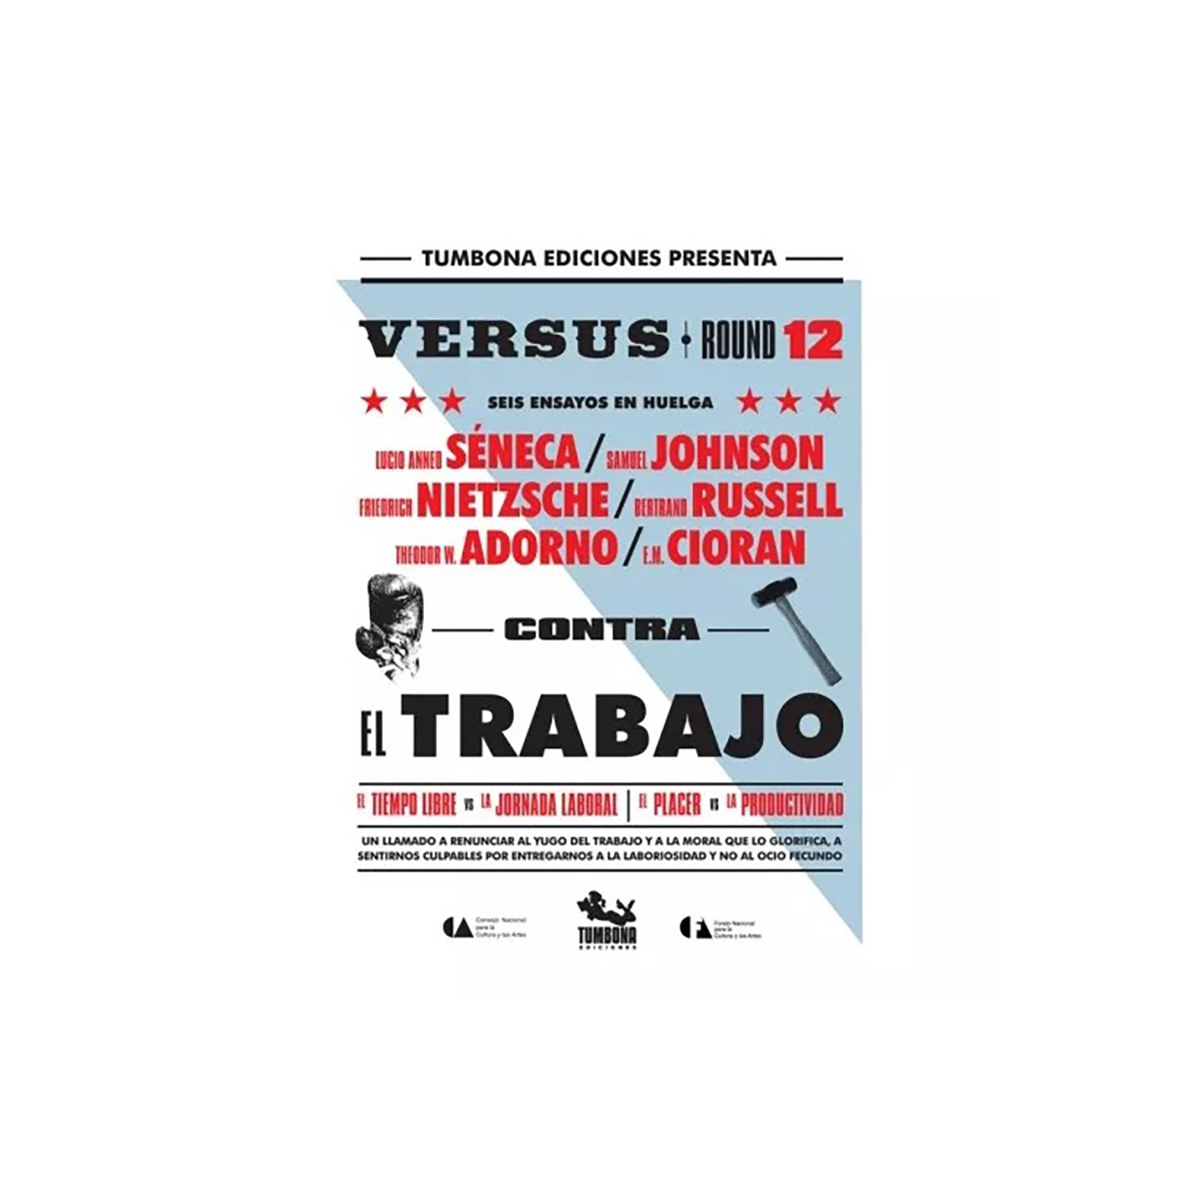 TUMBONA EDICIONES PRESENTA
VERSUS ROUND 12
SEIS ENSAYOS EN HUELGA
LUCIO ANNEO SÉNECA / SAMUEL JOHNSON
FRIEDRICH NIETZSCHE / BERTRAND RUSSELL
THEODOR W. ADORNO / E.M. CIORAN
CONTRA
EL TRABAJO
EL TIEMPO LIBRE VS LA JORNADA LABORAL | EL PLACER VS LA PRODUCTIVIDAD
UN LLAMADO A RENUNCIAR AL YUGO DEL TRABAJO Y A LA MORAL QUE LO GLORIFICA, A
SENTIRNOS CULPABLES POR ENTREGARNOS A LA LABORIOSIDAD Y NO AL OCIO FECUNDO
CA Consejo Nacional
para la
Cultura y las Artes
TUMBONA
EDICIONES
CFA Fondo Nacional
para la
Cultura y las Artes